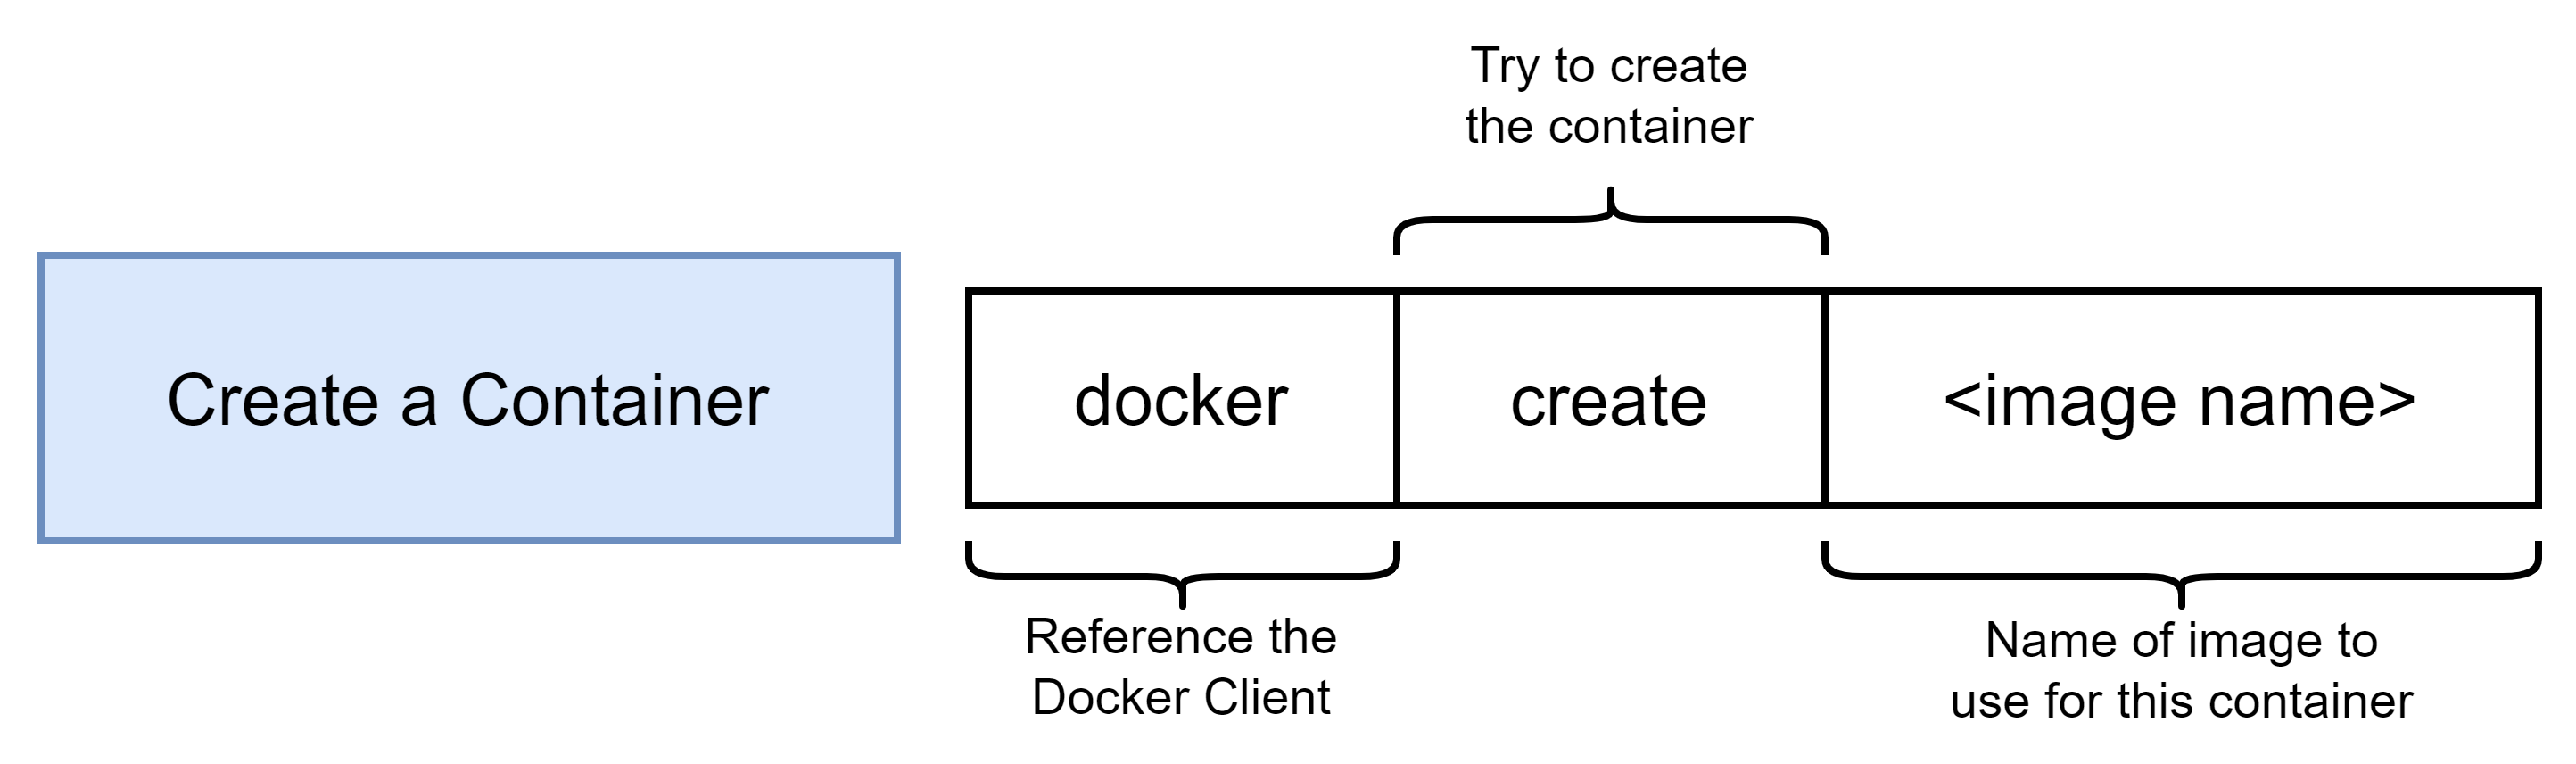 Try to create
the container
Create a Container
docker
create
<image name>
Reference the
Docker Client
Name of image to
use for this container